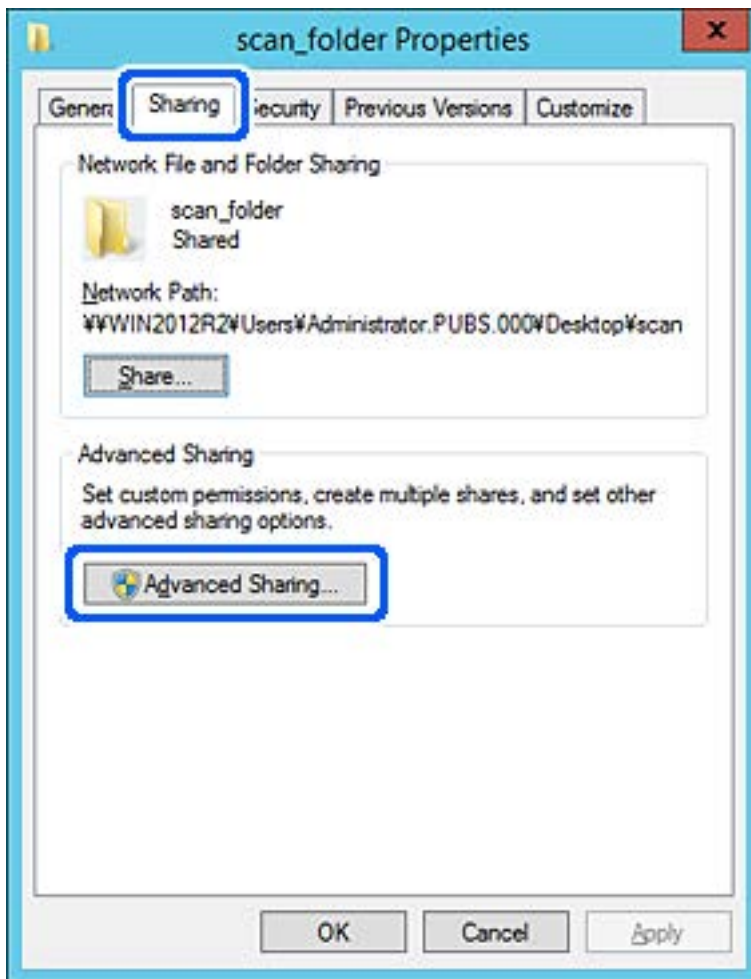 scan_folder Properties
x
General Sharing Security Previous Versions Customize
Network File and Folder Sharing
scan_folder
Shared
Network Path:
¥¥WIN2012R2¥Users¥Administrator.PUBS.000¥Desktop¥scan
Share...
Advanced Sharing
Set custom permissions, create multiple shares, and set other
advanced sharing options.
Advanced Sharing...
OK Cancel Apply